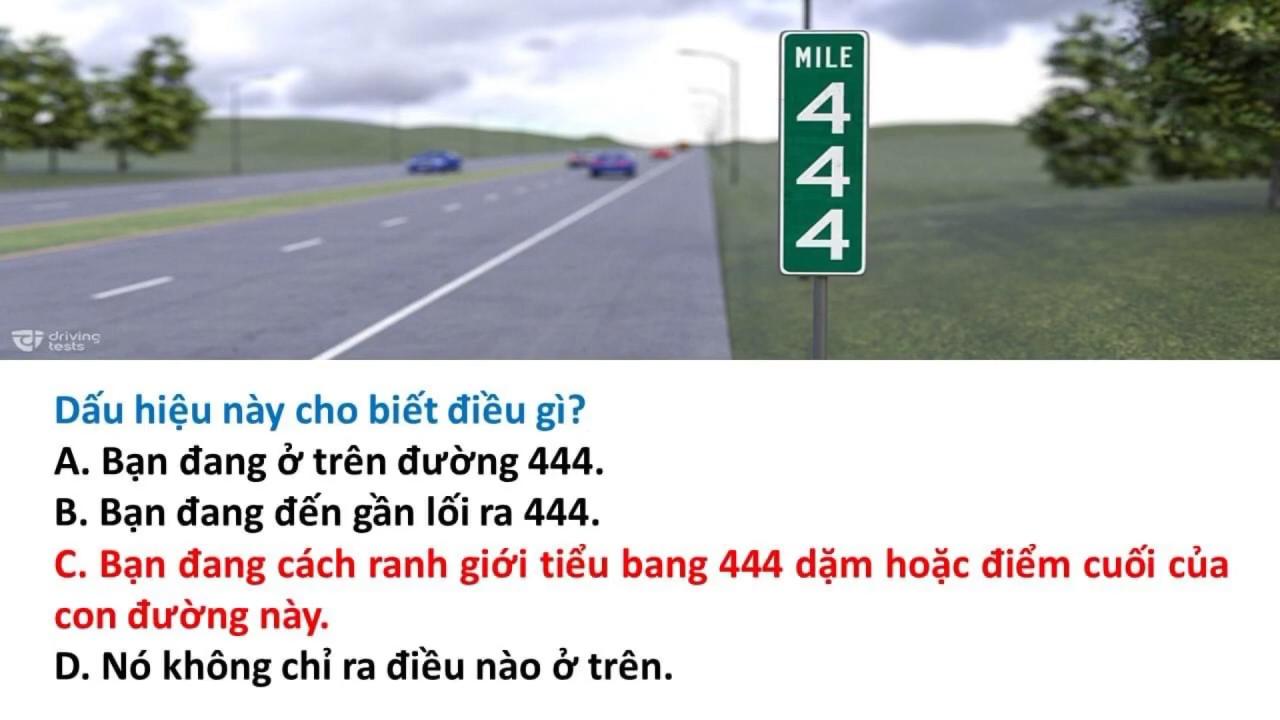 MILE
4
4
4
driving
tests
Dấu hiệu này cho biết điều gì?
A. Bạn đang ở trên đường 444.
B. Bạn đang đến gần lối ra 444.
C. Bạn đang cách ranh giới tiểu bang 444 dặm hoặc điểm cuối của
con đường này.
D. Nó không chỉ ra điều nào ở trên.